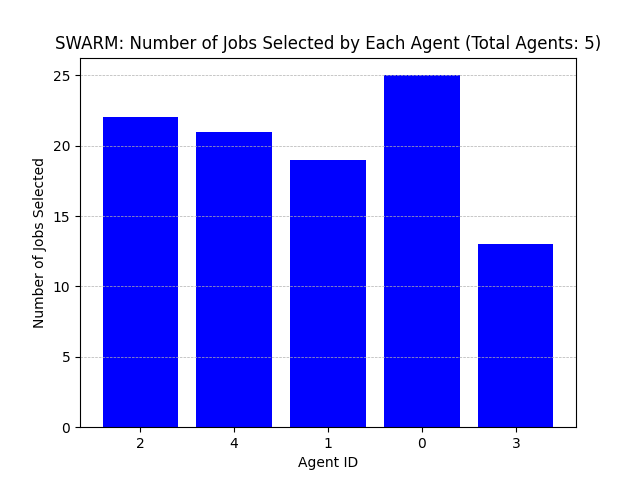 SWARM: Number of Jobs Selected by Each Agent (Total Agents: 5)
25
20
15
10
5
0
Number of Jobs Selected
2 4 1 0 3
Agent ID